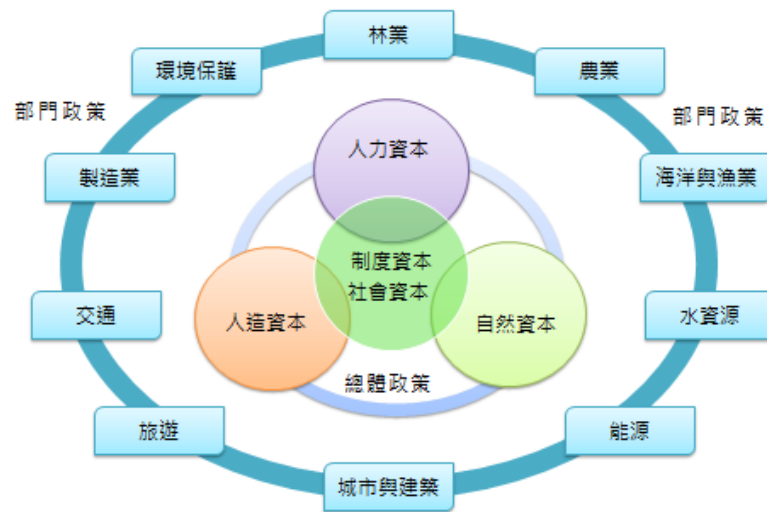 林業
環境保護
農業
部門政策
部門政策
人力資本
製造業
海洋與漁業
制度資本
社會資本
交通
人造資本
自然資本
水資源
總體政策
旅遊
能源
城市與建築